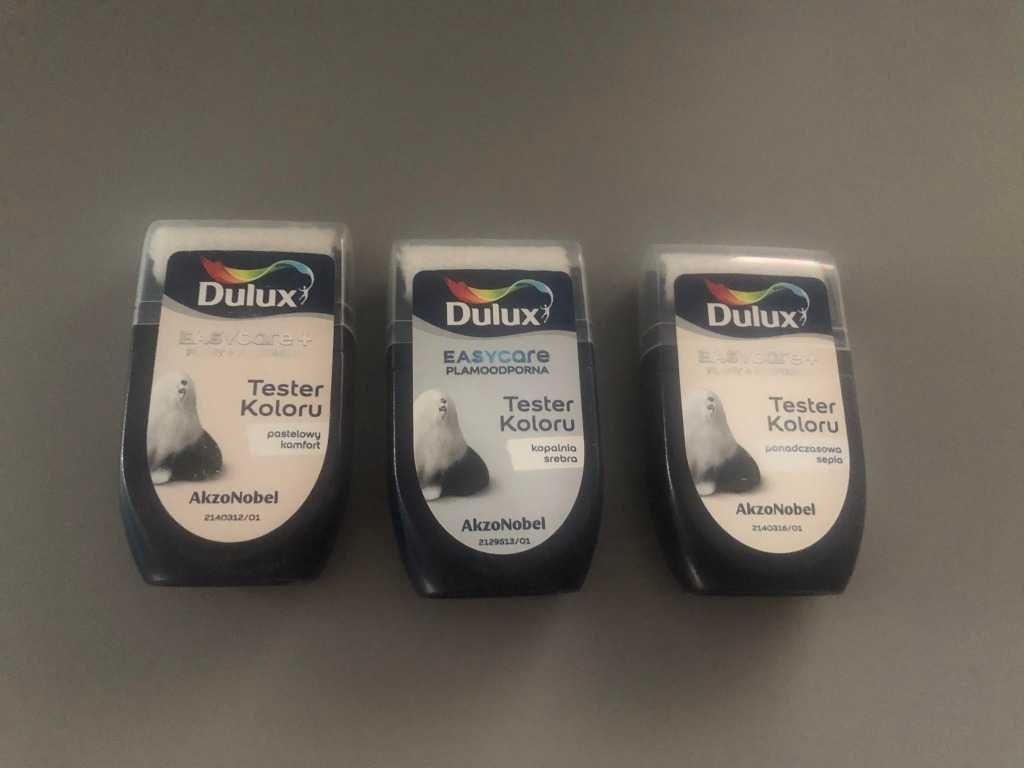 Dulux
EASYcare+
Tester
Koloru
pastelowy
komfort
AkzoNobel
2140312/01
Dulux
EASYcare
PLAMOODPORNA
Tester
Koloru
kopalnia
srebra
AkzoNobel
2129513/01
Dulux
EASYcare+
Tester
Koloru
ponadczasowa
sepia
AkzoNobel
2140316/01